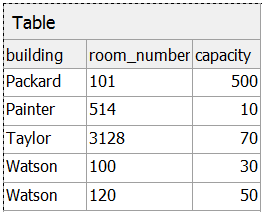 Table
building room_number capacity
Packard 101 500
Painter 514 10
Taylor 3128 70
Watson 100 30
Watson 120 50